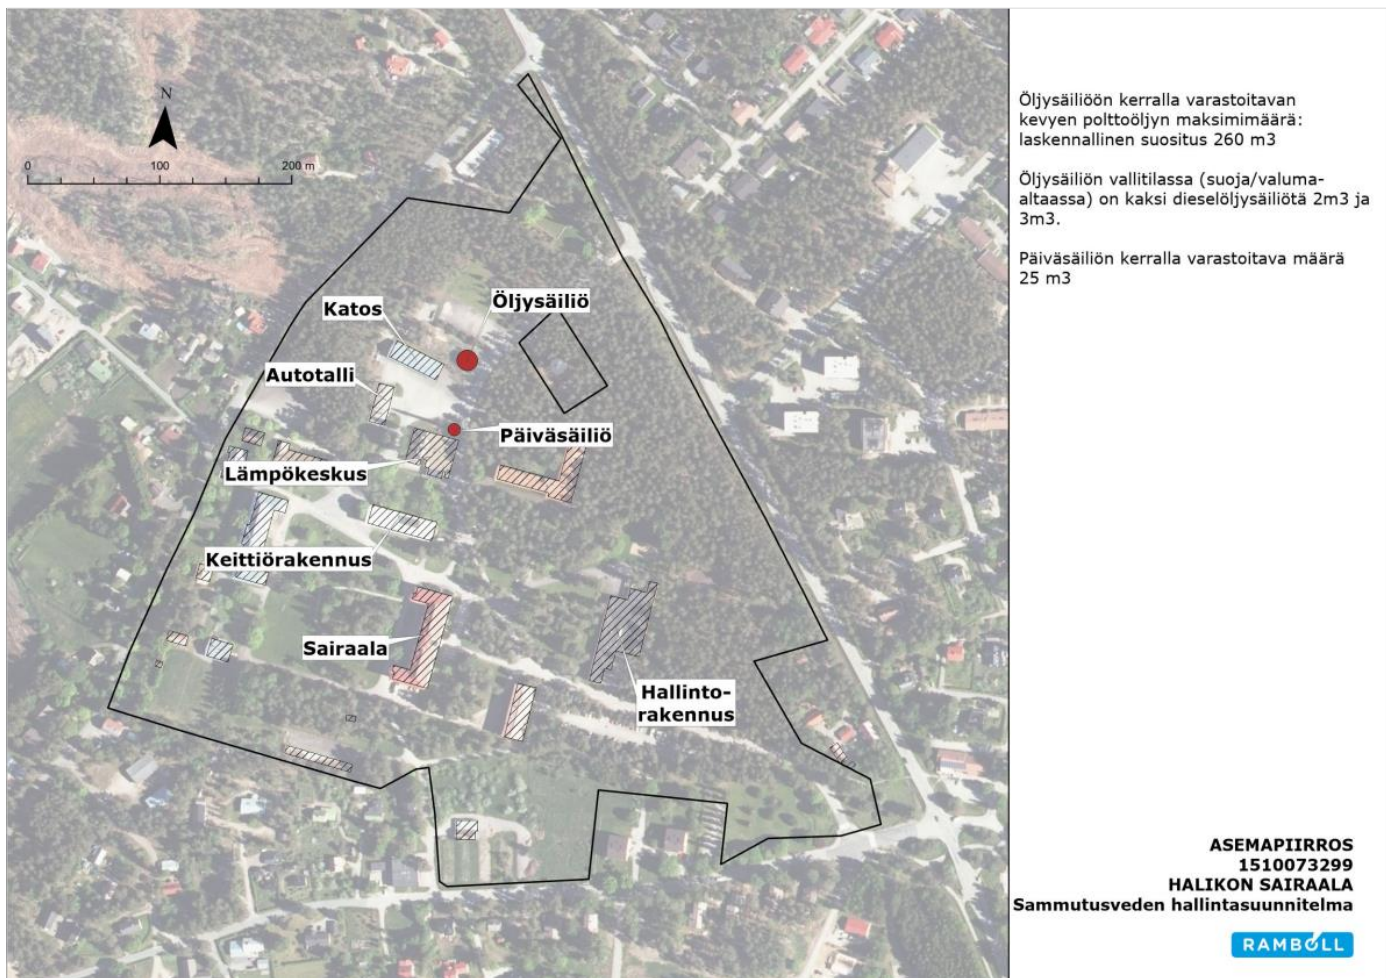 N
0 100 200 m
Öljysäiliö
Katos
Autotalli
Päiväsäiliö
Lämpökeskus
Keittiörakennus
Sairaala
Hallinto-
rakennus
Öljysäiliöön kerralla varastoitavan
kevyen polttoöljyn maksimimäärä:
laskennallinen suositus 260 m3
Öljysäiliön vallitilassa (suoja/valuma-
altaassa) on kaksi dieselöljysäiliötä 2m3 ja
3m3.
Päiväsäiliön kerralla varastoitava määrä
25 m3
ASEMAPIIRROS
1510073299
HALIKON SAIRAALA
Sammutusveden hallintasuunnitelma
RAMBOLL